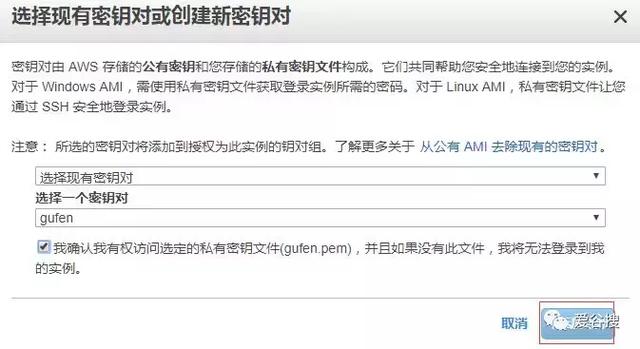 选择现有密钥对或创建新密钥对
密钥对由 AWS 存储的公有密钥和您存储的私有密钥文件构成。它们共同帮助您安全地连接到您的实例。
对于 Windows AMI，需使用私有密钥文件获取登录实例所需的密码。对于 Linux AMI，私有密钥文件让您
通过 SSH 安全地登录实例。
注意： 所选的密钥对将添加到授权为此实例的钥对组。了解更多关于 从公有 AMI 去除现有的密钥对。
选择现有密钥对
选择一个密钥对
gufen
我确认我有权访问选定的私有密钥文件(gufen.pem)，并且如果没有此文件，我将无法登录到我
的实例。
取消
爱谷搜